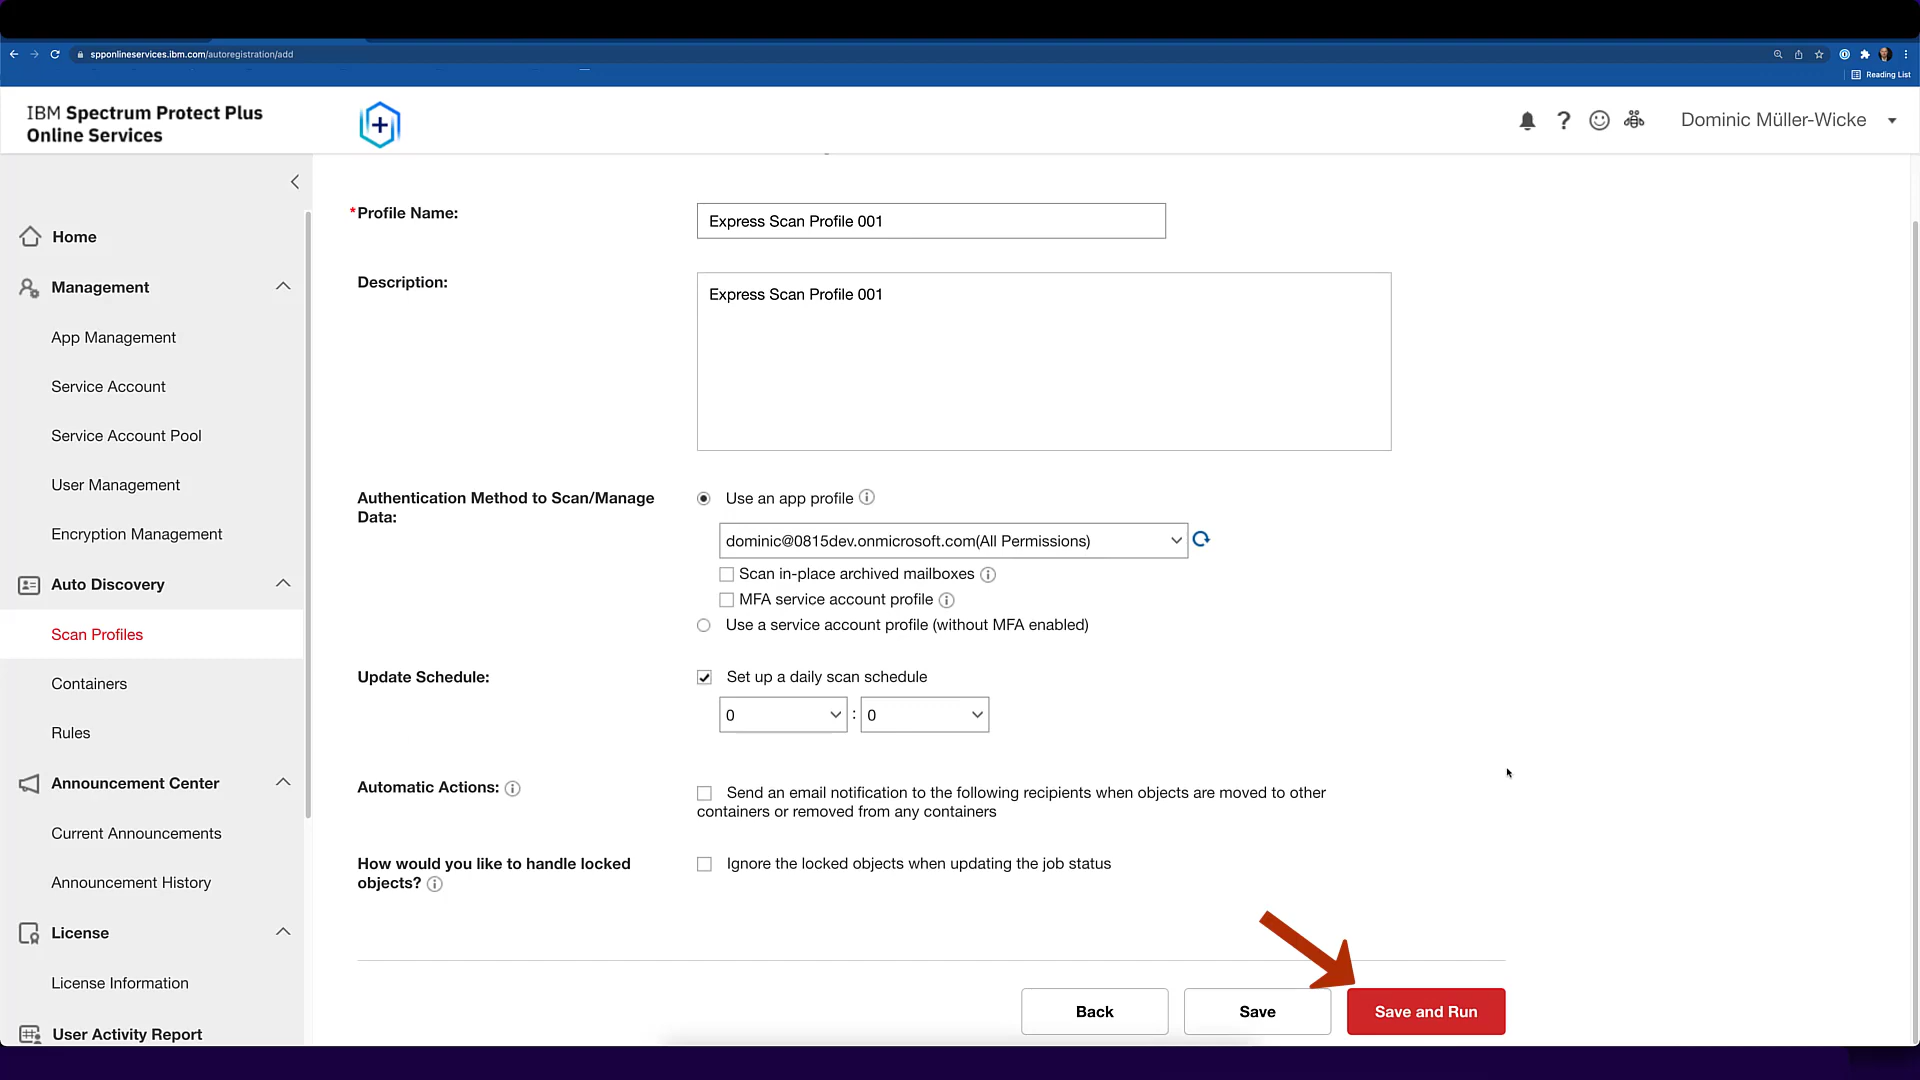 spponlineservices.ibm.com/autoregistration/add
Reading List
IBM Spectrum Protect Plus
Online Services
Dominic Müller-Wicke
Home
Management
App Management
Service Account
Service Account Pool
User Management
Encryption Management
Auto Discovery
Scan Profiles
Containers
Rules
Announcement Center
Current Announcements
Announcement History
License
License Information
User Activity Report
*Profile Name:
Express Scan Profile 001
Description:
Express Scan Profile 001
Authentication Method to Scan/Manage
Data:
Use an app profile
dominic@0815dev.onmicrosoft.com(All Permissions)
Scan in-place archived mailboxes
MFA service account profile
Use a service account profile (without MFA enabled)
Update Schedule:
Set up a daily scan schedule
0 : 0
Automatic Actions:
Send an email notification to the following recipients when objects are moved to other
containers or removed from any containers
How would you like to handle locked
objects?
Ignore the locked objects when updating the job status
Back
Save
Save and Run